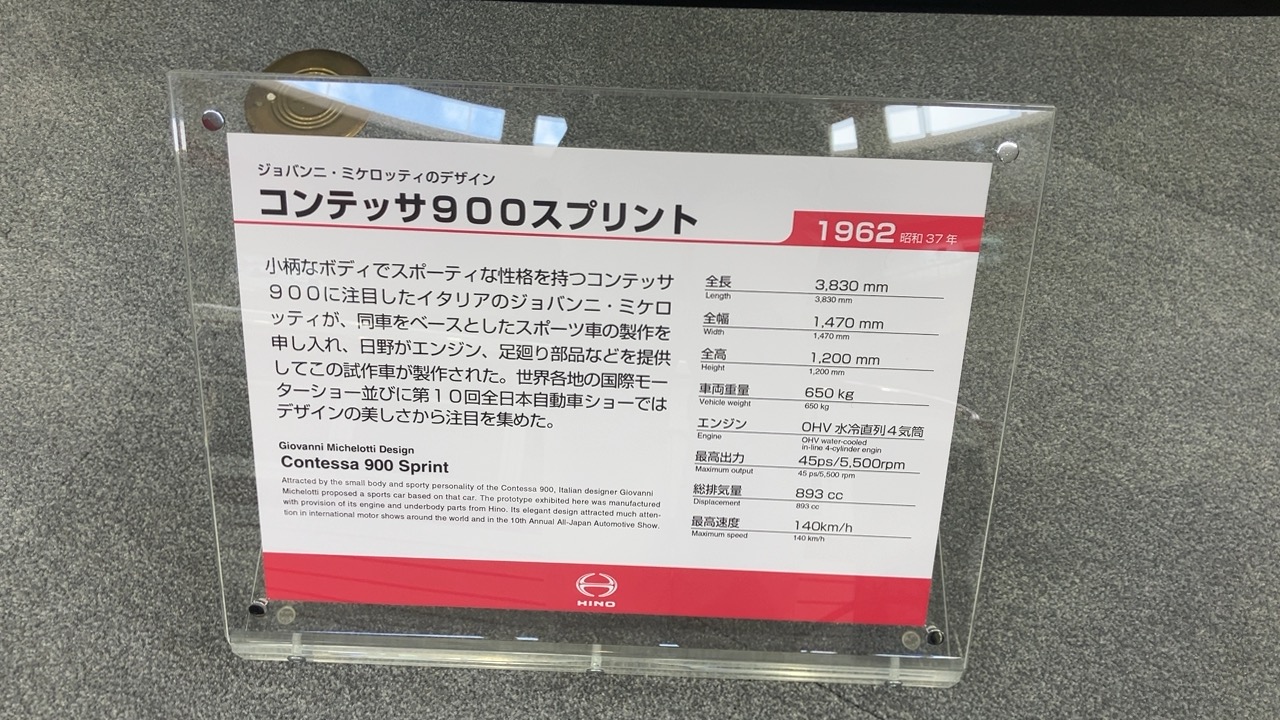 ジョバンニ・ミケロッティのデザイン
コンテッサ９００スプリント
1962 昭和 37 年
小柄なボディでスポーティな性格を持つコンテッサ
９００に注目したイタリアのジョバンニ・ミケロ
ッティが、同車をベースとしたスポーツ車の製作を
申し入れ、日野がエンジン、足廻り部品などを提供
してこの試作車が製作された。世界各地の国際モー
ターショー並びに第１０回全日本自動車ショーでは
デザインの美しさから注目を集めた。
Giovanni Michelotti Design
Contessa 900 Sprint
Attracted by the small body and sporty personality of the Contessa 900, Italian designer Giovanni
Michelotti proposed a sports car based on that car. The prototype exhibited here was manufactured
with provision of its engine and underbody parts from Hino. Its elegant design attracted much atten-
tion in international motor shows around the world and in the 10th Annual All-Japan Automotive Show.
全長 3,830 mm
Length 3,830 mm
全幅 1,470 mm
Width 1,470 mm
全高 1,200 mm
Height 1,200 mm
車両重量 650 kg
Vehicle weight 650 kg
エンジン OHV 水冷直列４気筒
Engine OHV water-cooled
in-line 4-cylinder engin
最高出力 45ps/5,500rpm
Maximum output 45 ps/5,500 rpm
総排気量 893 cc
Displacement 893 cc
最高速度 140km/h
Maximum speed 140 km/h
HINO